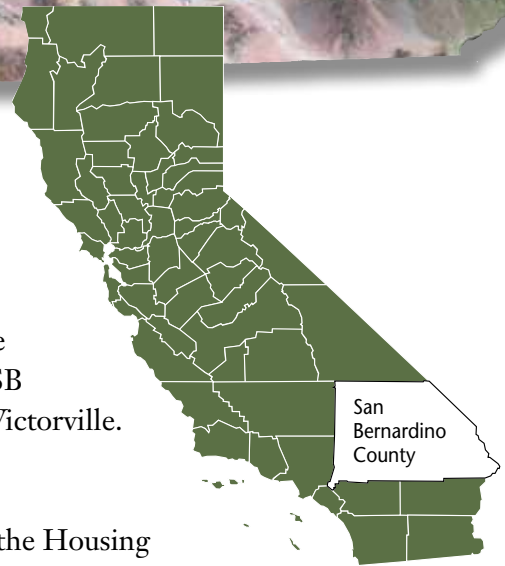 SB
Victorville.
the Housing
San
Bernardino
County